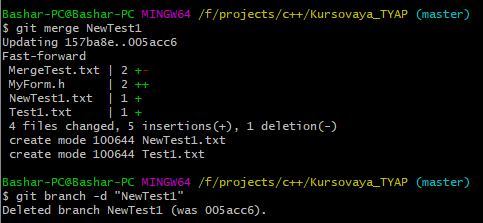 Bashar-PC@Bashar-PC MINGW64 /f/projects/c++/Kursovaya_TYAP (master)
$ git merge NewTest1
Updating 157ba8e..005acc6
Fast-forward
 MergeTest.txt | 2 +-
 MyForm.h      | 2 ++
 NewTest1.txt  | 1 +
 Test1.txt     | 1 +
 4 files changed, 5 insertions(+), 1 deletion(-)
 create mode 100644 NewTest1.txt
 create mode 100644 Test1.txt
Bashar-PC@Bashar-PC MINGW64 /f/projects/c++/Kursovaya_TYAP (master)
$ git branch -d "NewTest1"
Deleted branch NewTest1 (was 005acc6).